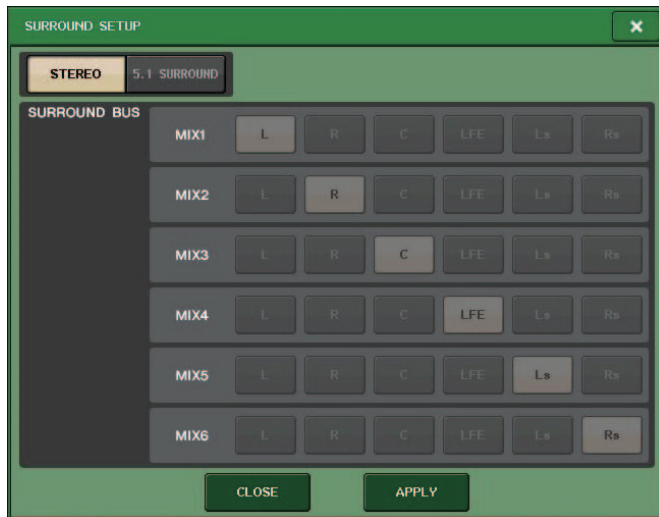 SURROUND SETUP
STEREO 5.1 SURROUND
SURROUND BUS
MIX1 L R C LFE Ls Rs
MIX2 L R C LFE Ls Rs
MIX3 L R C LFE Ls Rs
MIX4 L R C LFE Ls Rs
MIX5 L R C LFE Ls Rs
MIX6 L R C LFE Ls Rs
CLOSE APPLY